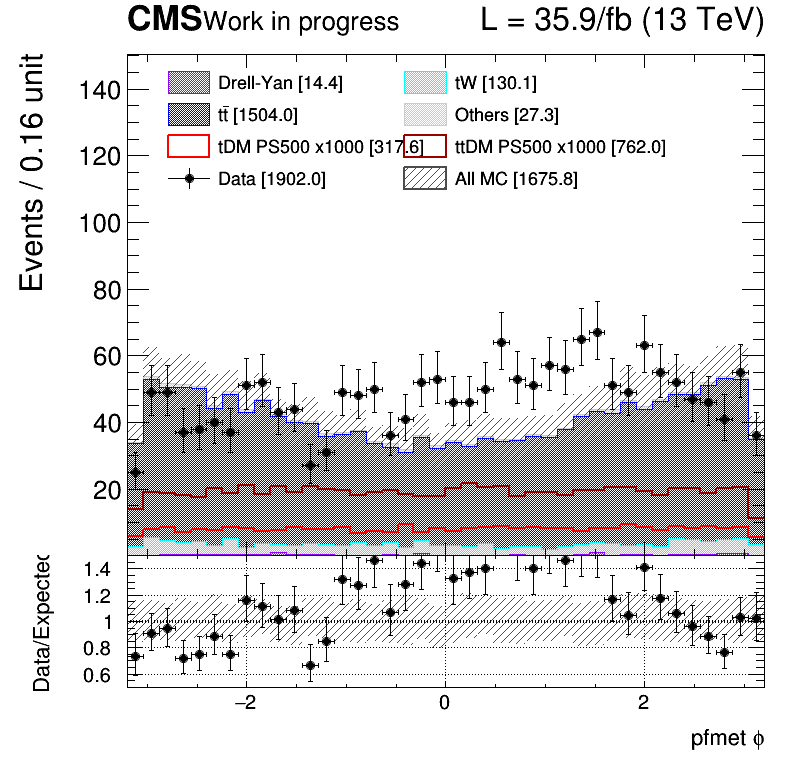 CMS Work in progress L = 35.9/fb (13 TeV)
Events / 0.16 unit
140
120
100
80
60
40
20
Drell-Yan [14.4] tW [130.1]
tt̄ [1504.0] Others [27.3]
tDM PS500 x1000 [317.6] ttDM PS500 x1000 [762.0]
Data [1902.0] All MC [1675.8]
Data/Expected
1.4
1.2
1
0.8
0.6
−2 0 2
pfmet ϕ